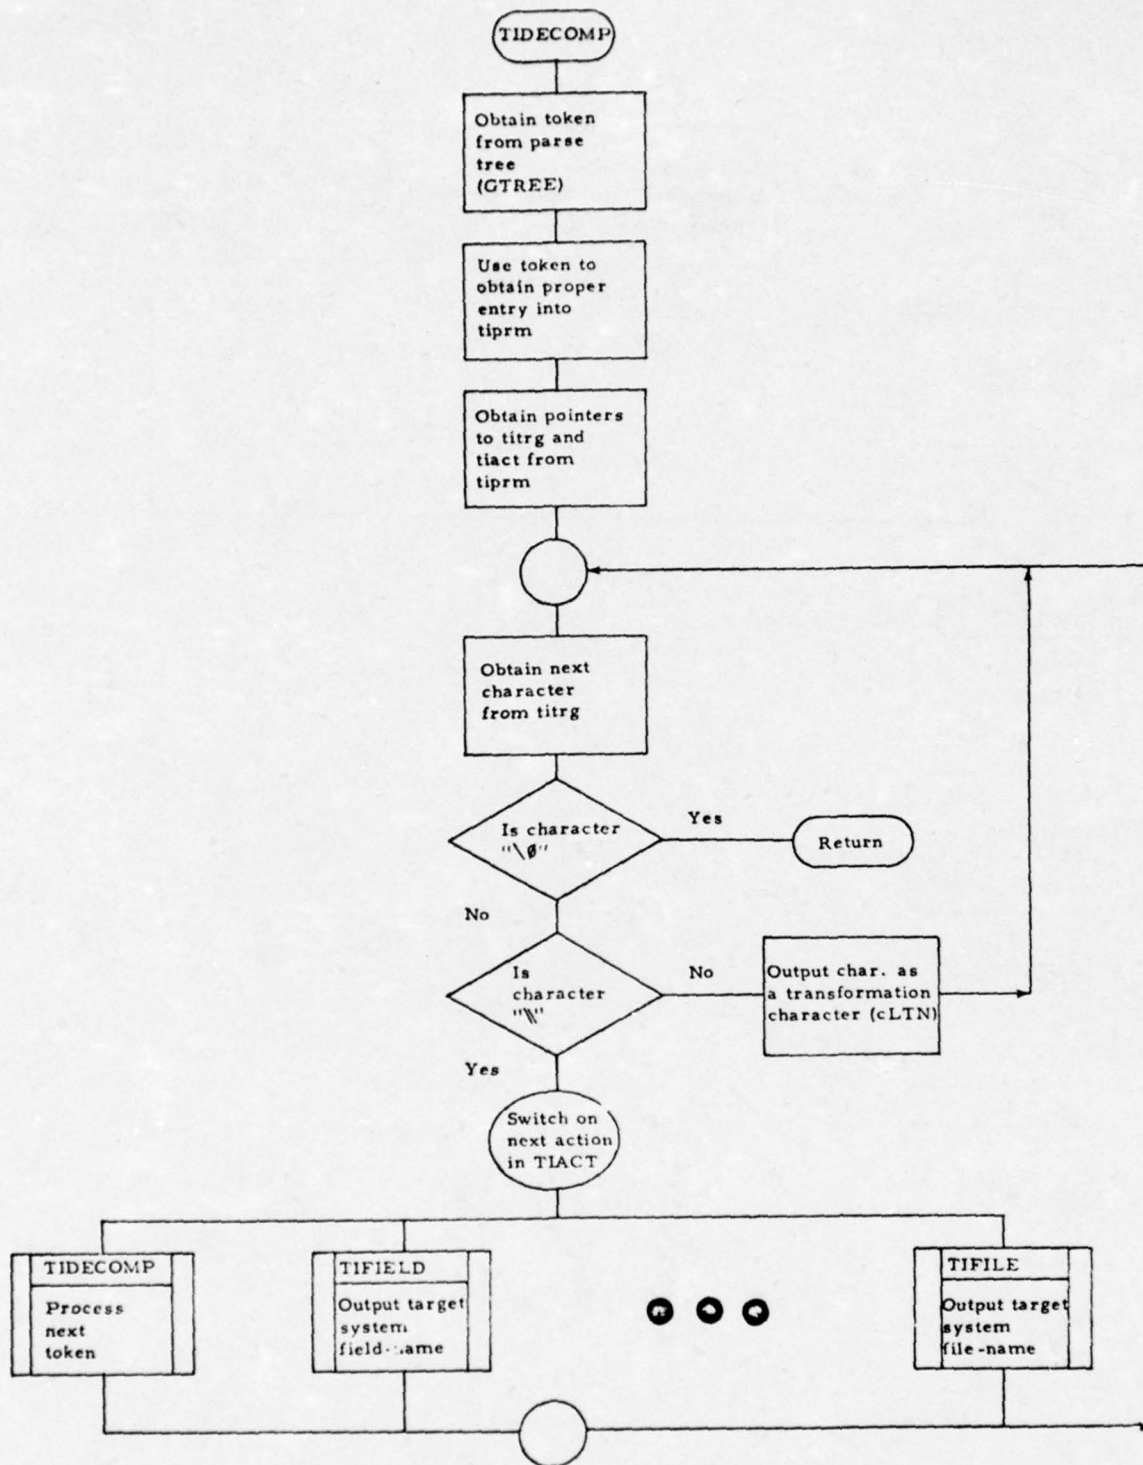 TIDECOMP
Obtain token
from parse
tree
(GTREE)
Use token to
obtain proper
entry into
tiprm
Obtain pointers
to titrg and
tiact from
tiprm
Obtain next
character
from titrg
Is character
"\0"
Yes
Return
No
Is
character
"\\"
No
Output char. as
a transformation
character (cLTN)
Yes
Switch on
next action
in TIACT
TIDECOMP
Process
next
token
TIFIELD
Output target
system
field-name
TIFILE
Output target
system
file-name